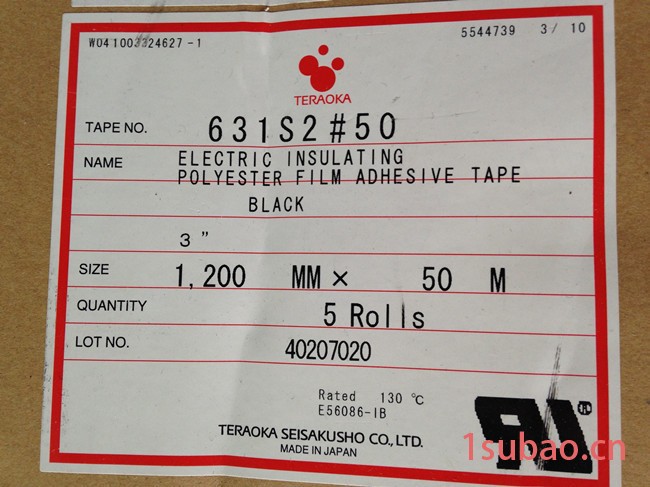 W041003324627-1
5544739 3/ 10
TERAOKA
TAPE NO. 631S2#50
NAME ELECTRIC INSULATING
POLYESTER FILM ADHESIVE TAPE
BLACK
3"
SIZE 1,200 MM× 50 M
QUANTITY 5 Rolls
LOT NO. 40207020
Rated 130 ℃
E56086-IB
TERAOKA SEISAKUSHO CO., LTD.
MADE IN JAPAN
®
1subao.cn